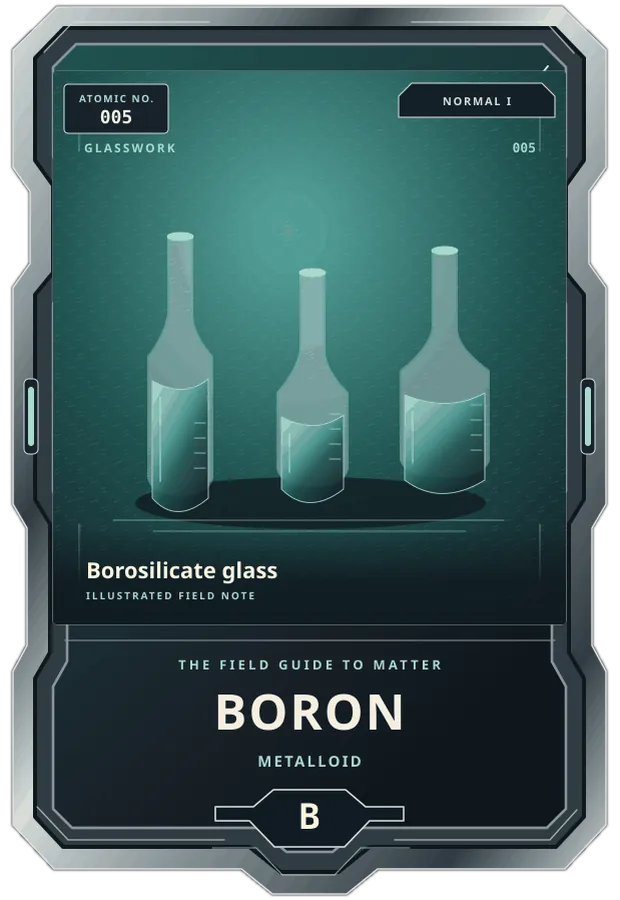 ATOMIC NO.
005
NORMAL I
GLASSWORK
005
Borosilicate glass
ILLUSTRATED FIELD NOTE
THE FIELD GUIDE TO MATTER
BORON
METALLOID
B